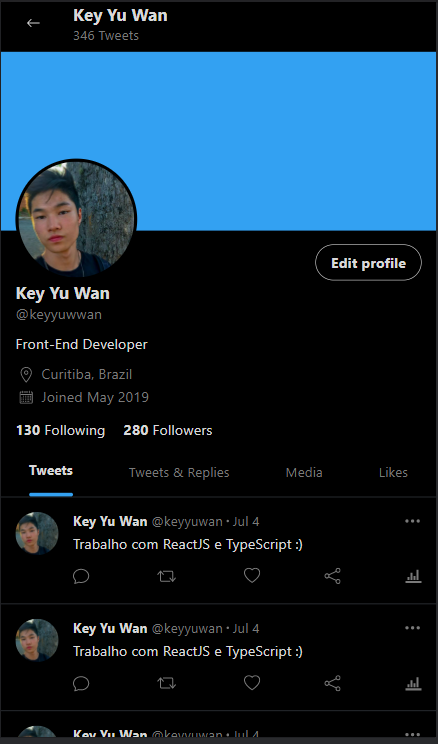 Key Yu Wan
346 Tweets
Edit profile
Key Yu Wan
@keyyuwwan
Front-End Developer
Curitiba, Brazil
Joined May 2019
130 Following 280 Followers
Tweets Tweets & Replies Media Likes
Key Yu Wan @keyyuwan · Jul 4
Trabalho com ReactJS e TypeScript :)
Key Yu Wan @keyyuwan · Jul 4
Trabalho com ReactJS e TypeScript :)
Key Yu Wan @keyyuwan · Jul 4